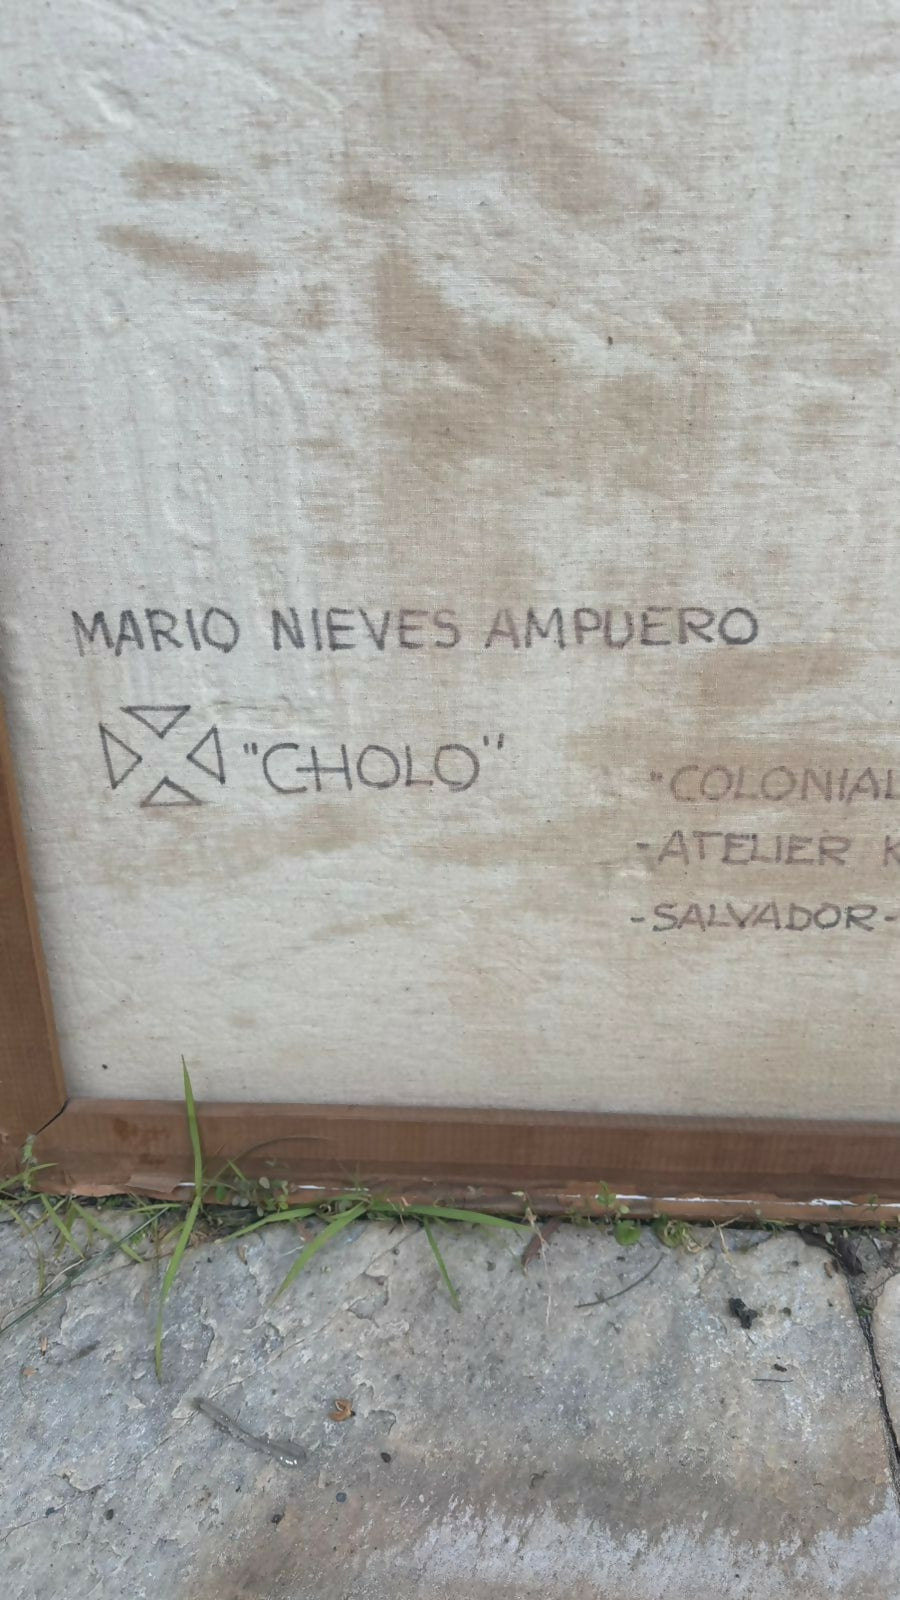 MARIO NIEVES AMPUERO
"CHOLO"
"COLONIAL
-ATELIER K
-SALVADOR-